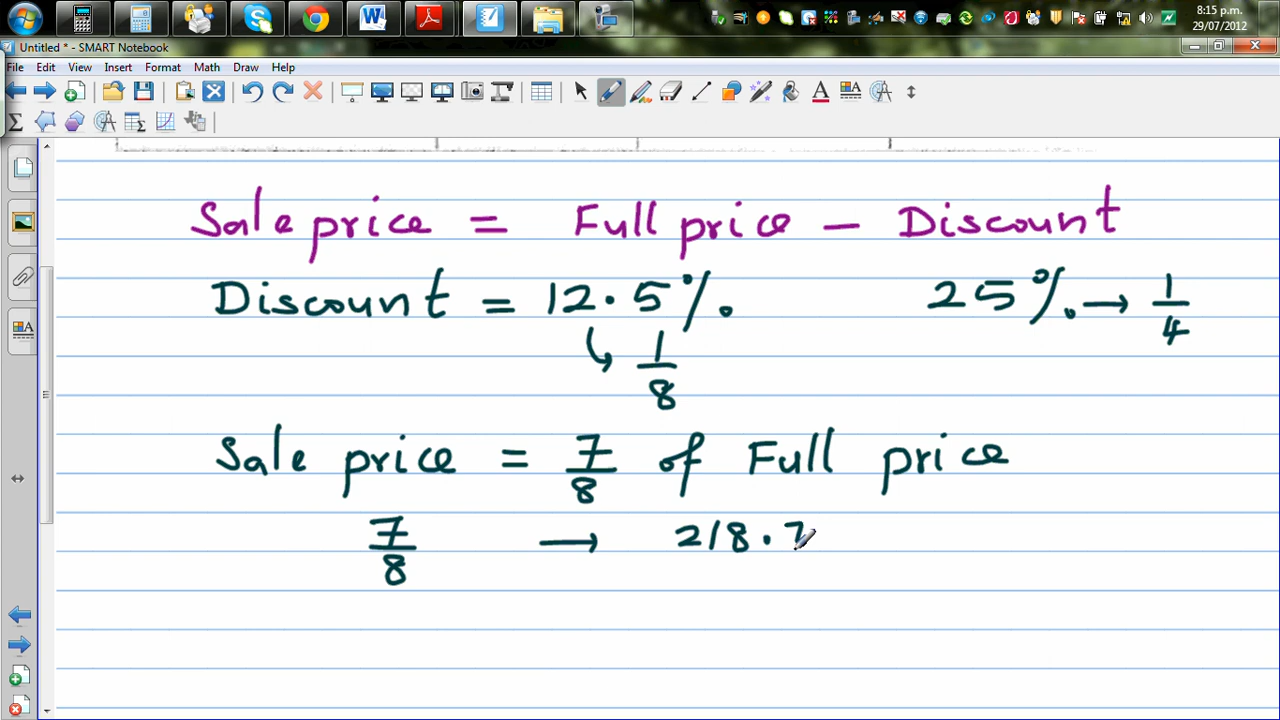 8:15 p.m.
29/07/2012
Untitled * - SMART Notebook
File Edit View Insert Format Math Draw Help
Sale price = Full price - Discount
Discount = 12.5% 25% → 1/4
↳ 1/8
Sale price = 7/8 of Full price
7/8 → 218.7